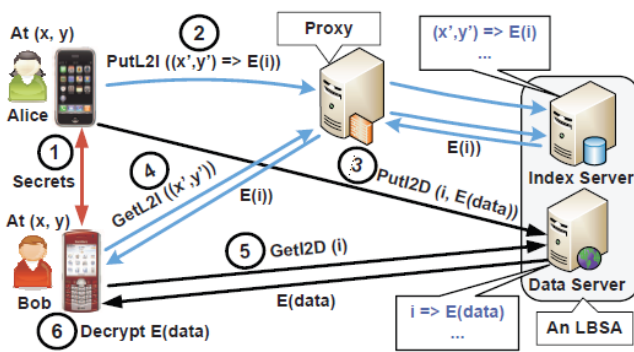 At (x, y)
Alice
2
PutL2I ((x',y') => E(i))
Proxy
(x',y') => E(i)
...
1
Secrets
4
GetL2I ((x',y'))
E(i))
E(i))
3
PutI2D (i, E(data))
Index Server
At (x, y)
Bob
5
GetI2D (i)
E(data)
Data Server
6
Decrypt E(data)
i => E(data)
...
An LBSA